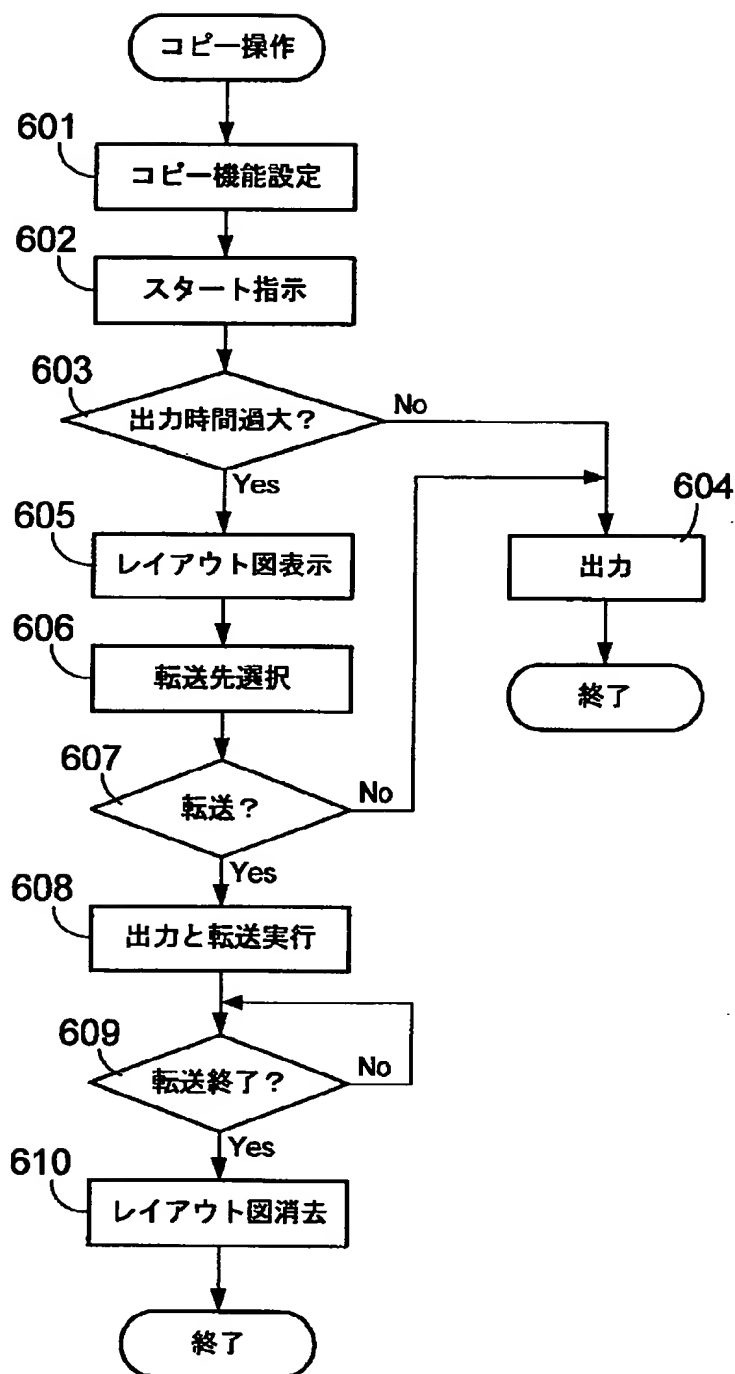 コピー操作
601
コピー機能設定
602
スタート指示
603
出力時間過大？
No
Yes
604
出力
終了
605
レイアウト図表示
606
転送先選択
607
転送？
No
Yes
608
出力と転送実行
609
転送終了？
No
Yes
610
レイアウト図消去
終了